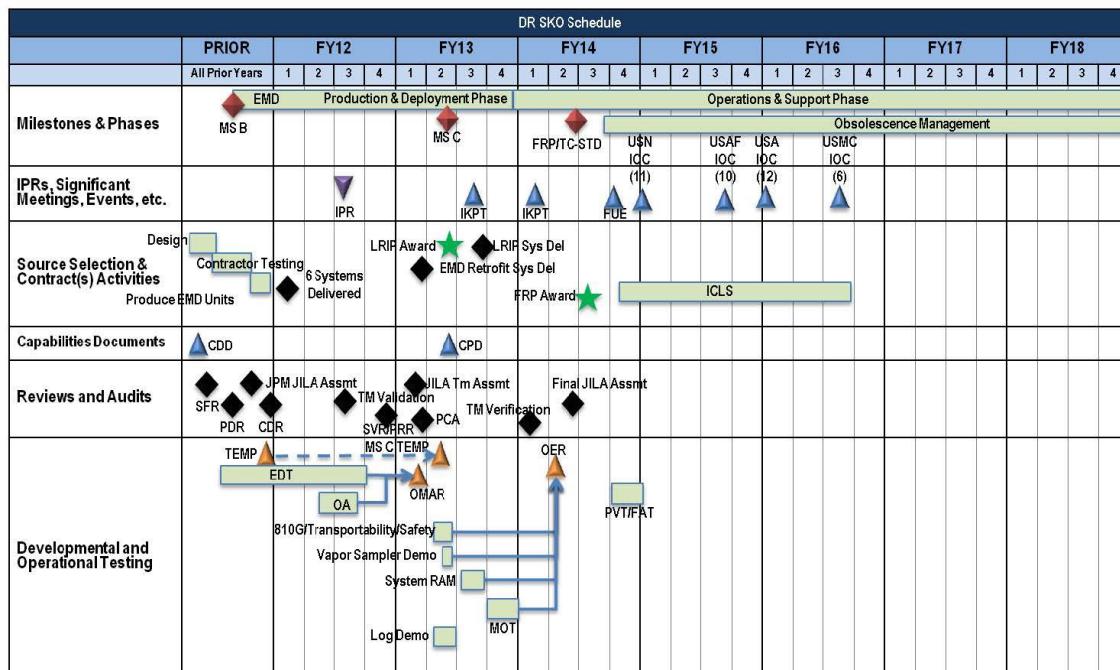 DR SKO Schedule
PRIOR FY12 FY13 FY14 FY15 FY16 FY17 FY18
All Prior Years 1 2 3 4 1 2 3 4 1 2 3 4 1 2 3 4 1 2 3 4 1 2 3 4 1 2 3 4
Milestones & Phases
EMD Production & Deployment Phase Operations & Support Phase
MS B
MS C
FRP/TC-STD
Obsolescence Management
USN
IOC
(11)
USAF
IOC
(10)
USA
IOC
(12)
USMC
IOC
(6)
IPRs, Significant
Meetings, Events, etc.
IPR
IKPT
IKPT
FUE
Source Selection &
Contract(s) Activities
Design
Contractor Testing
Produce EMD Units
6 Systems
Delivered
LRIP Award
LRIP Sys Del
EMD Retrofit Sys Del
FRP Award
ICLS
Capabilities Documents
CDD
CPD
Reviews and Audits
SFR
PDR
JPM JILA Assmt
CDR
TM Validation
SVR/PRR
JILA Tm Assmt
PCA
TM Verification
Final JILA Assmt
Developmental and
Operational Testing
TEMP
MS C TEMP
EDT
OMAR
OA
OER
PVT/FAT
810G/Transportability/Safety
Vapor Sampler Demo
System RAM
MOT
Log Demo